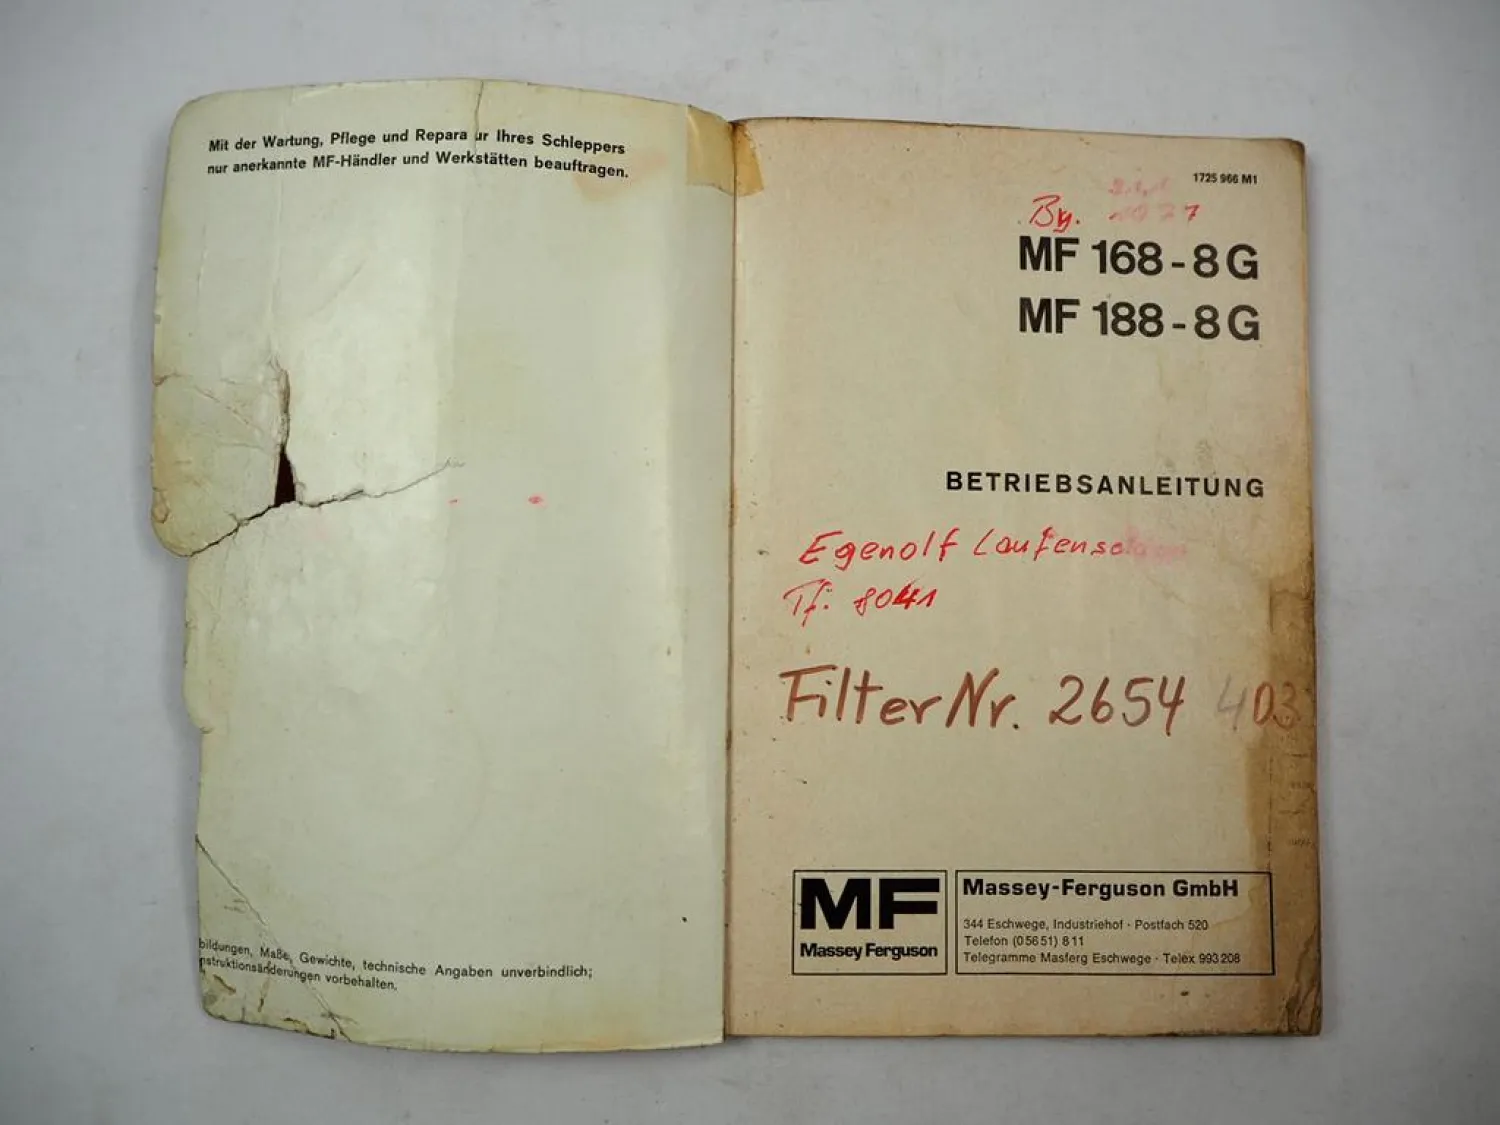 Mit der Wartung, Pflege und Repara ur Ihres Schleppers
nur anerkannte MF-Händler und Werkstätten beauftragen.
bildungen, Maße, Gewichte, technische Angaben unverbindlich;
nstruktionsänderungen vorbehalten.
1725 966 M1
By.
MF 168-8G
MF 188-8G
BETRIEBSANLEITUNG
Egenolf
Tf. 8041
Filter Nr. 2654 403
MF
Massey Ferguson
Massey-Ferguson GmbH
344 Eschwege, Industriehof · Postfach 520
Telefon (05651) 811
Telegramme Masferg Eschwege · Telex 993208